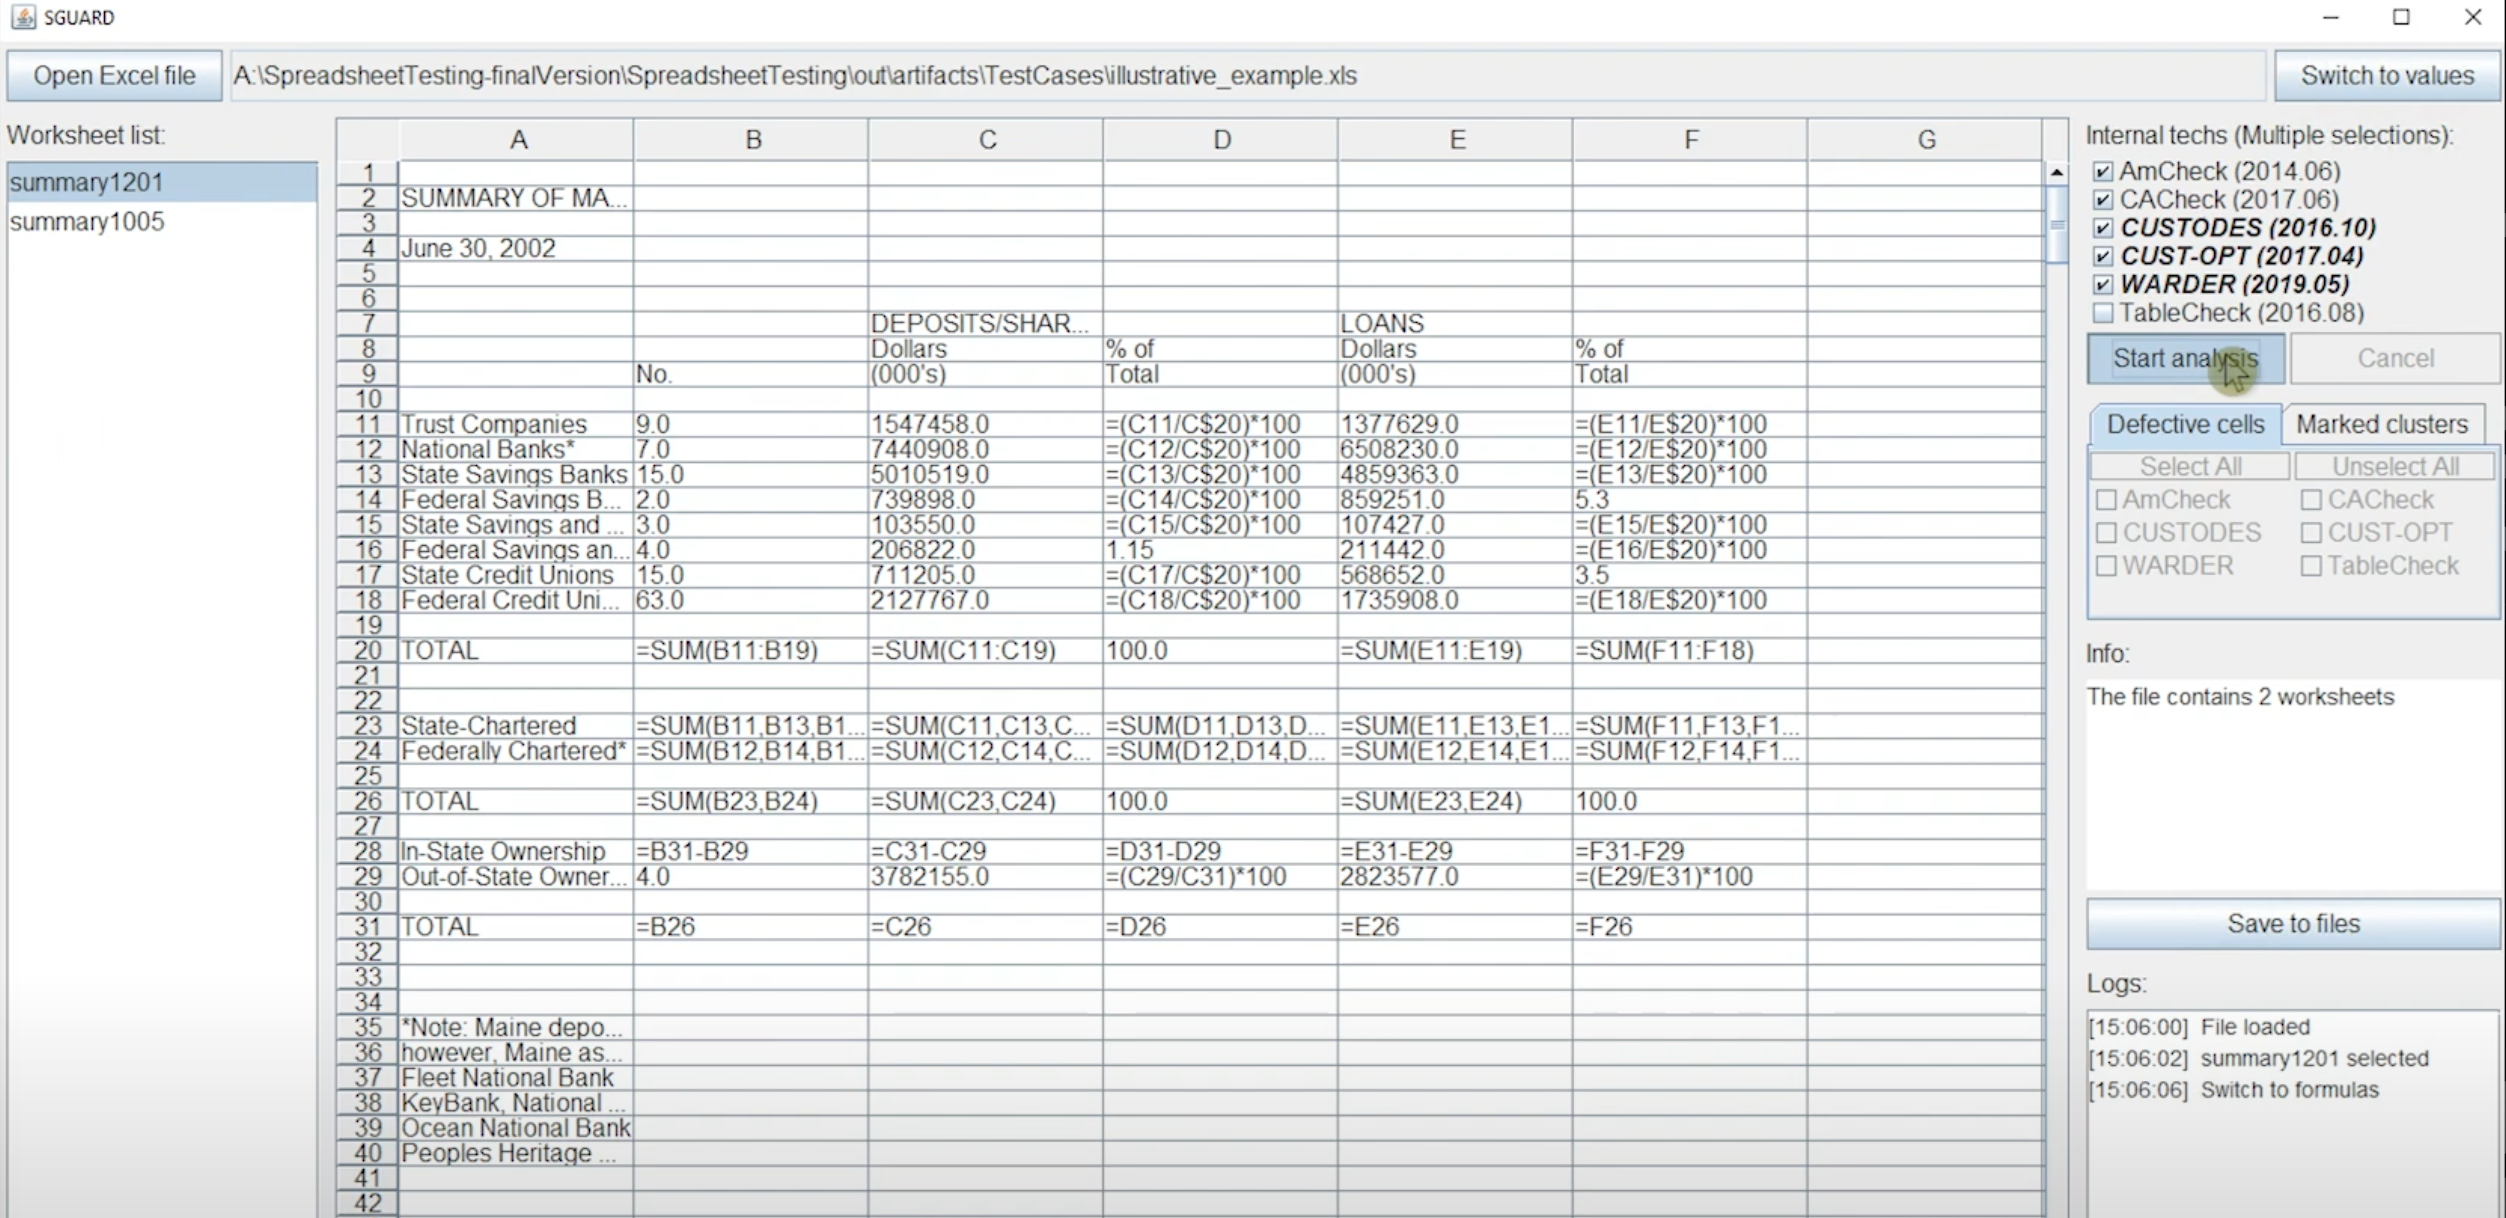 SGUARD
Open Excel file A:\SpreadsheetTesting-finalVersion\SpreadsheetTesting\out\artifacts\TestCases\illustrative_example.xls Switch to values
Worksheet list:
summary1201
summary1005
A B C D E F G
1
2 SUMMARY OF MA...
3
4 June 30, 2002
5
6
7 DEPOSITS/SHAR... LOANS
8 Dollars % of Dollars % of
9 No. (000's) Total (000's) Total
10
11 Trust Companies 9.0 1547458.0 =(C11/C$20)*100 1377629.0 =(E11/E$20)*100
12 National Banks* 7.0 7440908.0 =(C12/C$20)*100 6508230.0 =(E12/E$20)*100
13 State Savings Banks 15.0 5010519.0 =(C13/C$20)*100 4859363.0 =(E13/E$20)*100
14 Federal Savings B... 2.0 739898.0 =(C14/C$20)*100 859251.0 5.3
15 State Savings and ... 3.0 103550.0 =(C15/C$20)*100 107427.0 =(E15/E$20)*100
16 Federal Savings an... 4.0 206822.0 1.15 211442.0 =(E16/E$20)*100
17 State Credit Unions 15.0 711205.0 =(C17/C$20)*100 568652.0 3.5
18 Federal Credit Uni... 63.0 2127767.0 =(C18/C$20)*100 1735908.0 =(E18/E$20)*100
19
20 TOTAL =SUM(B11:B19) =SUM(C11:C19) 100.0 =SUM(E11:E19) =SUM(F11:F18)
21
22
23 State-Chartered =SUM(B11,B13,B1... =SUM(C11,C13,C... =SUM(D11,D13,D... =SUM(E11,E13,E1... =SUM(F11,F13,F1...
24 Federally Chartered* =SUM(B12,B14,B1... =SUM(C12,C14,C... =SUM(D12,D14,D... =SUM(E12,E14,E1... =SUM(F12,F14,F1...
25
26 TOTAL =SUM(B23,B24) =SUM(C23,C24) 100.0 =SUM(E23,E24) 100.0
27
28 In-State Ownership =B31-B29 =C31-C29 =D31-D29 =E31-E29 =F31-F29
29 Out-of-State Owner... 4.0 3782155.0 =(C29/C31)*100 2823577.0 =(E29/E31)*100
30
31 TOTAL =B26 =C26 =D26 =E26 =F26
32
33
34
35 *Note: Maine depo...
36 however, Maine as...
37 Fleet National Bank
38 KeyBank, National ...
39 Ocean National Bank
40 Peoples Heritage ...
41
42
Internal techs (Multiple selections):
AmCheck (2014.06)
CACheck (2017.06)
CUSTODES (2016.10)
CUST-OPT (2017.04)
WARDER (2019.05)
TableCheck (2016.08)
Start analysis Cancel
Defective cells Marked clusters
Select All Unselect All
AmCheck CACheck
CUSTODES CUST-OPT
WARDER TableCheck
Info:
The file contains 2 worksheets
Save to files
Logs:
[15:06:00] File loaded
[15:06:02] summary1201 selected
[15:06:06] Switch to formulas